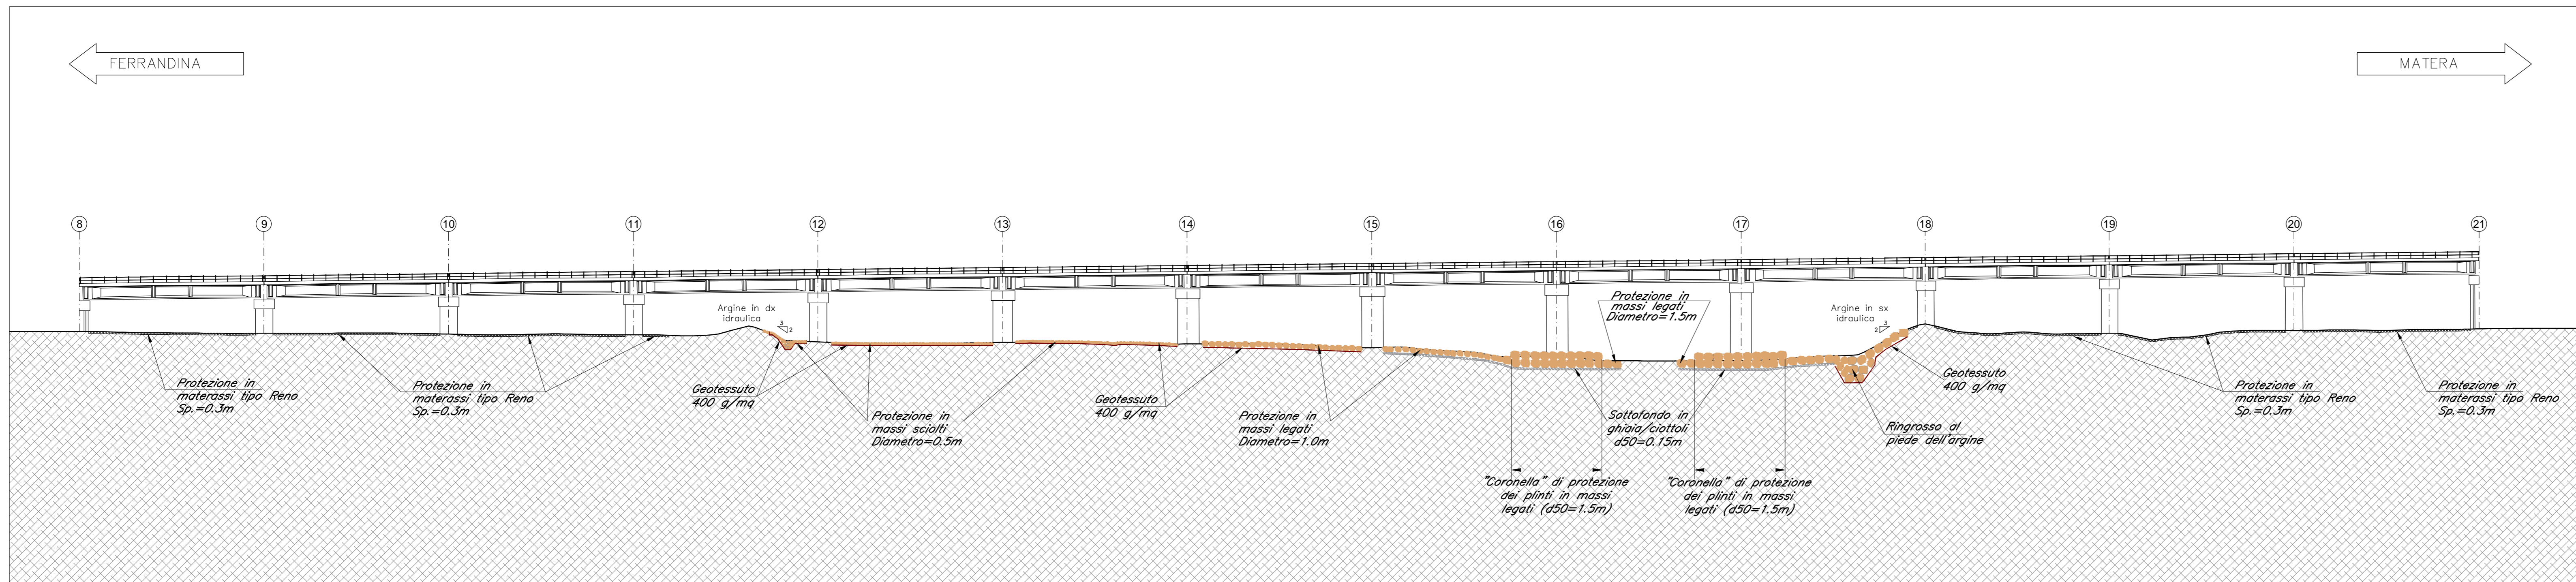 FERRANDINA
MATERA
8
9
10
11
12
13
14
15
16
17
18
19
20
21
Argine in dx
idraulica
3
2
Protezione in
massi legati
Diametro=1.5m
Argine in sx
idraulica
3
2
Protezione in
materassi tipo Reno
Sp.=0.3m
Protezione in
materassi tipo Reno
Sp.=0.3m
Geotessuto
400 g/mq
Protezione in
massi sciolti
Diametro=0.5m
Geotessuto
400 g/mq
Protezione in
massi legati
Diametro=1.0m
Sottofondo in
ghiaia/ciottoli
d50=0.15m
Ringrosso al
piede dell'argine
Geotessuto
400 g/mq
Protezione in
materassi tipo Reno
Sp.=0.3m
Protezione in
materassi tipo Reno
Sp.=0.3m
"Coronella" di protezione
dei plinti in massi
legati (d50=1.5m)
"Coronella" di protezione
dei plinti in massi
legati (d50=1.5m)